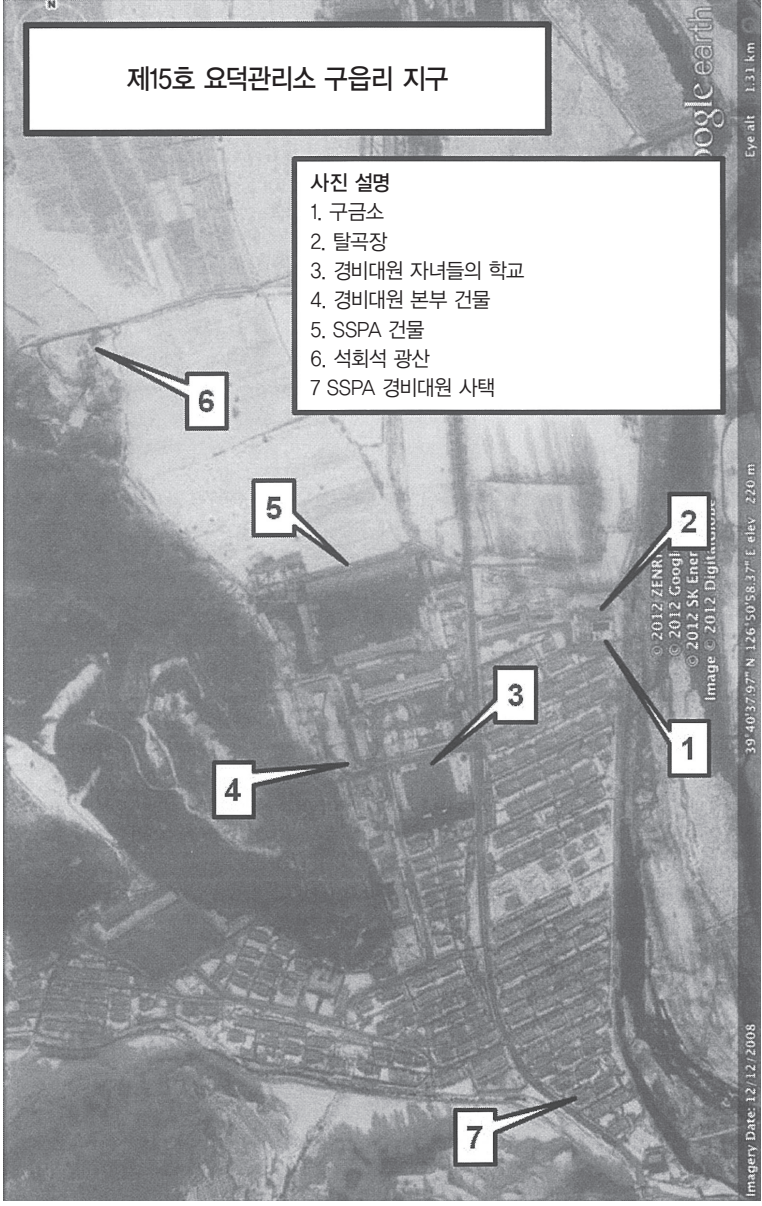 N
제15호 요덕관리소 구읍리 지구
사진 설명
1. 구금소
2. 탈곡장
3. 경비대원 자녀들의 학교
4. 경비대원 본부 건물
5. SSPA 건물
6. 석회석 광산
7 SSPA 경비대원 사택
6
5
2
3
1
4
7
© 2012 ZENR
© 2012 Googl
© 2012 SK Ener
Image © 2012 DigitalGlobe
ogle earth
Imagery Date: 12/12/2008
39°40'37.97" N 126°50'58.37" E elev 220 m
Eye alt 1.31 km